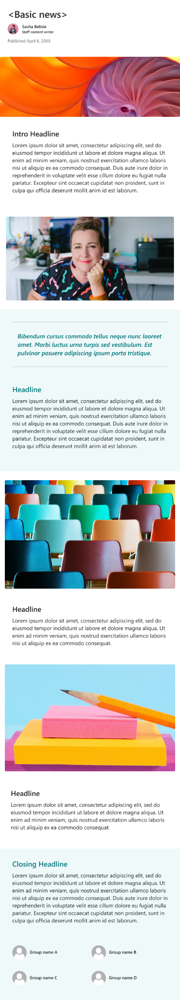 <Basic news>
Sacha Belisle
Staff content writer
Published April 6, 20XX
Intro Headline
Lorem ipsum dolor sit amet, consectetur adipiscing elit, sed do
eiusmod tempor incididunt ut labore et dolore magna aliqua. Ut
enim ad minim veniam, quis nostrud exercitation ullamco laboris
nisi ut aliquip ex ea commodo consequat. Duis aute irure dolor in
reprehenderit in voluptate velit esse cillum dolore eu fugiat nulla
pariatur. Excepteur sint occaecat cupidatat non proident, sunt in
culpa qui officia deserunt mollit anim id est laborum.
Bibendum cursus commodo tellus neque nunc laoreet
amet. Morbi luctus urna turpis sed vestibulum. Est
pulvinar posuere adipiscing ipsum porta tristique.
Headline
Lorem ipsum dolor sit amet, consectetur adipiscing elit, sed do
eiusmod tempor incididunt ut labore et dolore magna aliqua. Ut
enim ad minim veniam, quis nostrud exercitation ullamco laboris
nisi ut aliquip ex ea commodo consequat. Duis aute irure dolor in
reprehenderit in voluptate velit esse cillum dolore eu fugiat nulla
pariatur. Excepteur sint occaecat cupidatat non proident, sunt in
culpa qui officia deserunt mollit anim id est laborum.
Headline
Lorem ipsum dolor sit amet, consectetur adipiscing elit, sed do
eiusmod tempor incididunt ut labore et dolore magna aliqua. Ut
enim ad minim veniam, quis nostrud exercitation ullamco laboris
nisi ut aliquip ex ea commodo consequat.
Headline
Lorem ipsum dolor sit amet, consectetur adipiscing elit, sed do
eiusmod tempor incididunt ut labore et dolore magna aliqua. Ut
enim ad minim veniam, quis nostrud exercitation ullamco laboris
nisi ut aliquip ex ea commodo consequat.
Closing Headline
Lorem ipsum dolor sit amet, consectetur adipiscing elit, sed do
eiusmod tempor incididunt ut labore et dolore magna aliqua. Ut
enim ad minim veniam, quis nostrud exercitation ullamco laboris
nisi ut aliquip ex ea commodo consequat. Duis aute irure dolor in
reprehenderit in voluptate velit esse cillum dolore eu fugiat nulla
pariatur. Excepteur sint occaecat cupidatat non proident, sunt in
culpa qui officia deserunt mollit anim id est laborum.
Group name A
Group name B
Group name C
Group name D